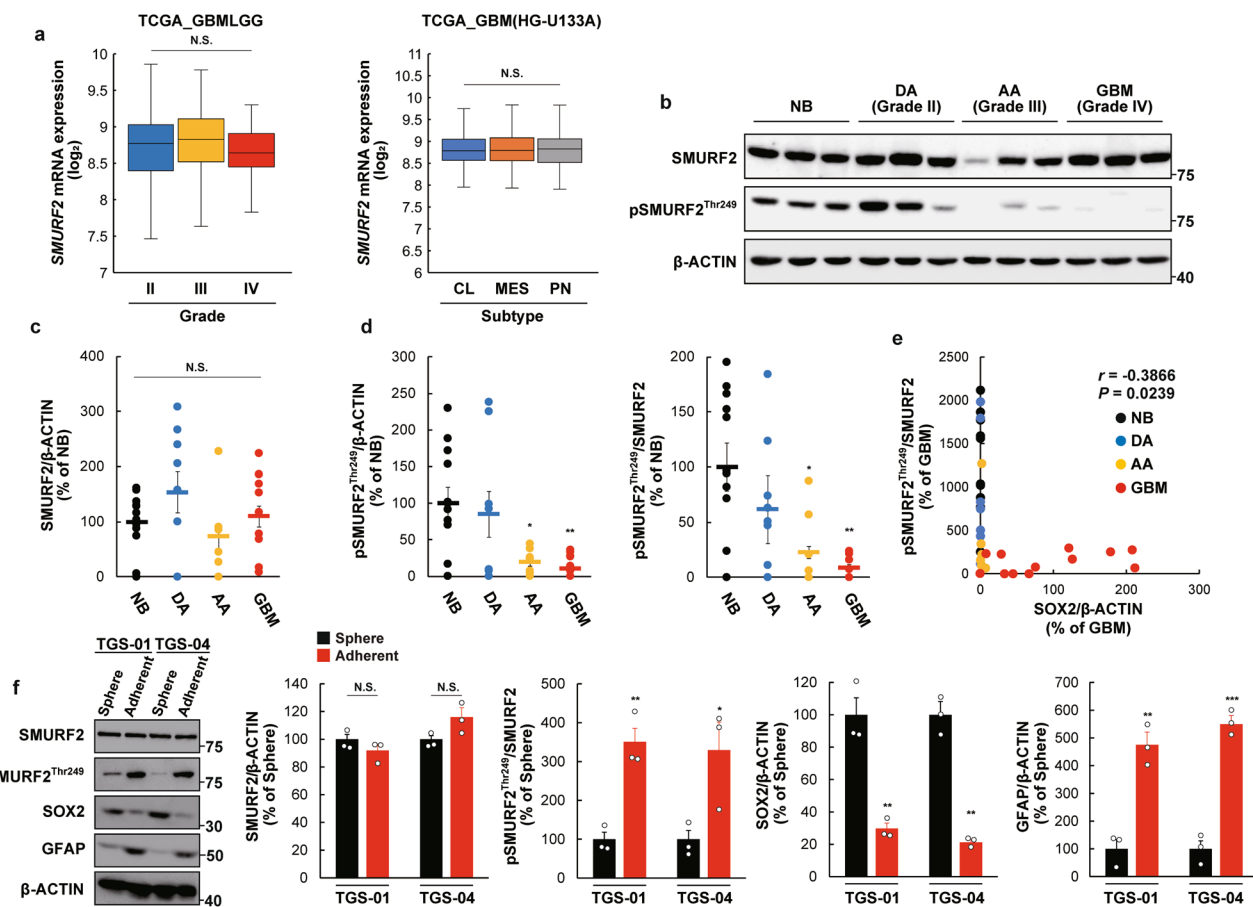 a
TCGA_GBMLGG
N.S.
SMURF2 mRNA expression
(log₂)
10
9.5
9
8.5
8
7.5
7
II III IV
Grade
TCGA_GBM(HG-U133A)
N.S.
SMURF2 mRNA expression
(log₂)
11
10.5
10
9.5
9
8.5
8
7.5
7
6.5
6
CL MES PN
Subtype
b
NB
DA
(Grade II)
AA
(Grade III)
GBM
(Grade IV)
SMURF2
75
pSMURF2Thr249
75
β-ACTIN
40
c
N.S.
SMURF2/β-ACTIN
(% of NB)
400
300
200
100
0
NB DA AA GBM
d
pSMURF2Thr249/β-ACTIN
(% of NB)
300
250
200
150
100
50
0
* **
NB DA AA GBM
pSMURF2Thr249/SMURF2
(% of NB)
200
150
100
50
0
* **
NB DA AA GBM
e
pSMURF2Thr249/SMURF2
(% of GBM)
2500
2000
1500
1000
500
0
r = -0.3866
P = 0.0239
NB
DA
AA
GBM
0 100 200 300
SOX2/β-ACTIN
(% of GBM)
f
TGS-01 TGS-04
Sphere Adherent Sphere Adherent
SMURF2
75
MURF2Thr249
75
SOX2
30
GFAP
50
β-ACTIN
40
Sphere
Adherent
SMURF2/β-ACTIN
(% of Sphere)
140
120
100
80
60
40
20
0
N.S. N.S.
TGS-01 TGS-04
pSMURF2Thr249/SMURF2
(% of Sphere)
500
400
300
200
100
0
** *
TGS-01 TGS-04
SOX2/β-ACTIN
(% of Sphere)
120
100
80
60
40
20
0
** **
TGS-01 TGS-04
GFAP/β-ACTIN
(% of Sphere)
700
600
500
400
300
200
100
0
** ***
TGS-01 TGS-04